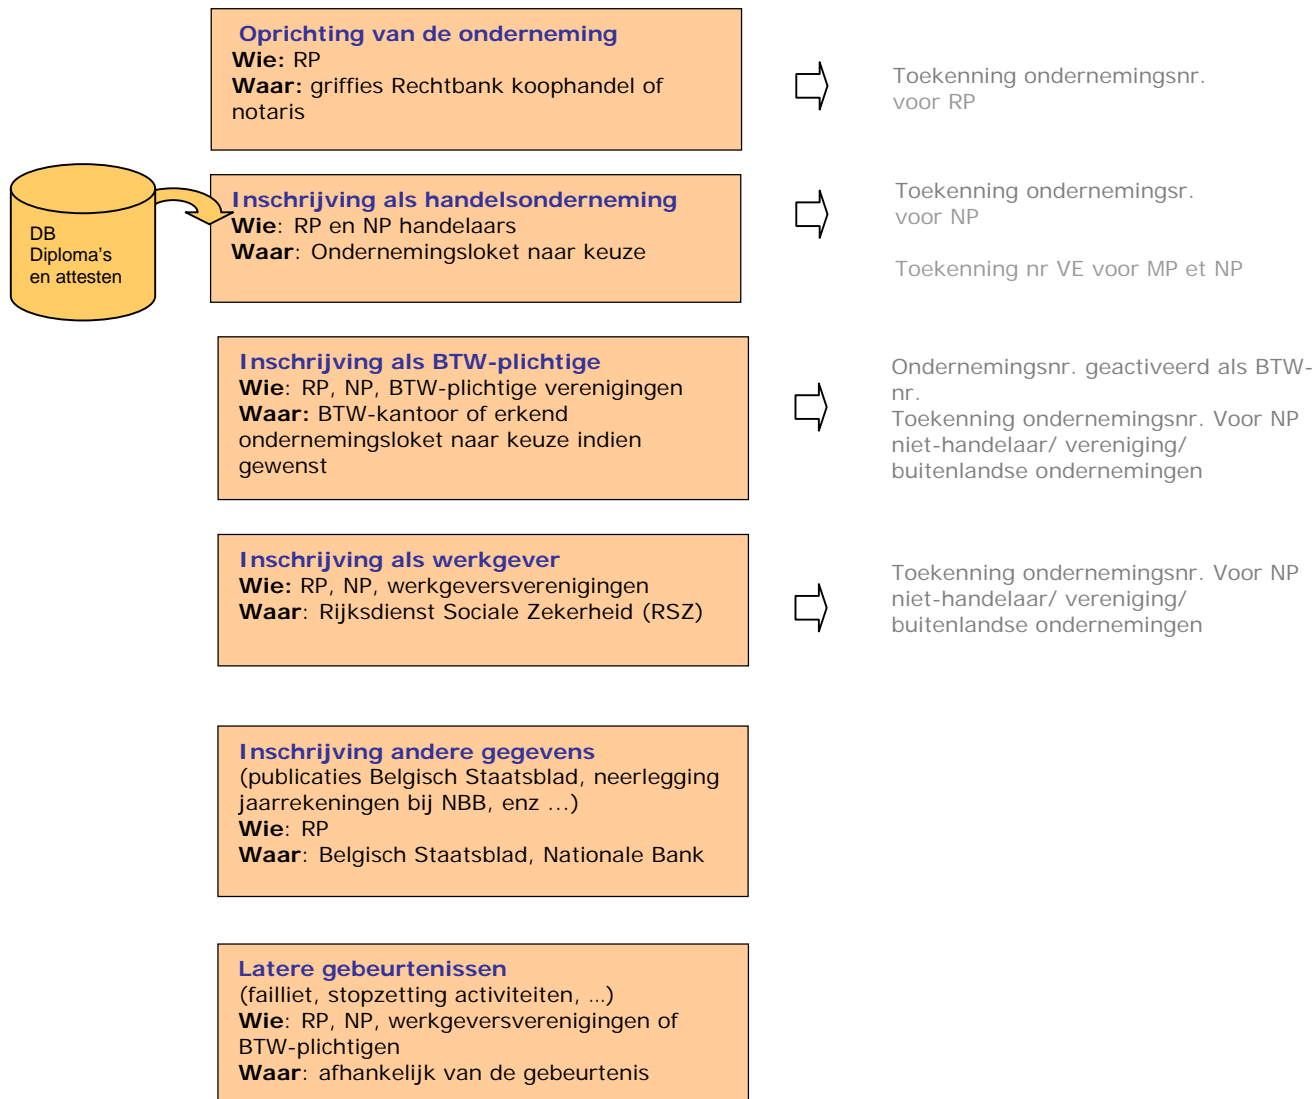 Oprichting van de onderneming
Wie: RP
Waar: griffies Rechtbank koophandel of
notaris
Toekenning ondernemingsnr.
voor RP
DB
Diploma's
en attesten
Inschrijving als handelsonderneming
Wie: RP en NP handelaars
Waar: Ondernemingsloket naar keuze
Toekenning ondernemingsr.
voor NP
Toekenning nr VE voor MP et NP
Inschrijving als BTW-plichtige
Wie: RP, NP, BTW-plichtige verenigingen
Waar: BTW-kantoor of erkend
ondernemingsloket naar keuze indien
gewenst
Ondernemingsnr. geactiveerd als BTW-
nr.
Toekenning ondernemingsnr. Voor NP
niet-handelaar/ vereniging/
buitenlandse ondernemingen
Inschrijving als werkgever
Wie: RP, NP, werkgeversverenigingen
Waar: Rijksdienst Sociale Zekerheid (RSZ)
Toekenning ondernemingsnr. Voor NP
niet-handelaar/ vereniging/
buitenlandse ondernemingen
Inschrijving andere gegevens
(publicaties Belgisch Staatsblad, neerlegging
jaarrekeningen bij NBB, enz ...)
Wie: RP
Waar: Belgisch Staatsblad, Nationale Bank
Latere gebeurtenissen
(failliet, stopzetting activiteiten, ...)
Wie: RP, NP, werkgeversverenigingen of
BTW-plichtigen
Waar: afhankelijk van de gebeurtenis